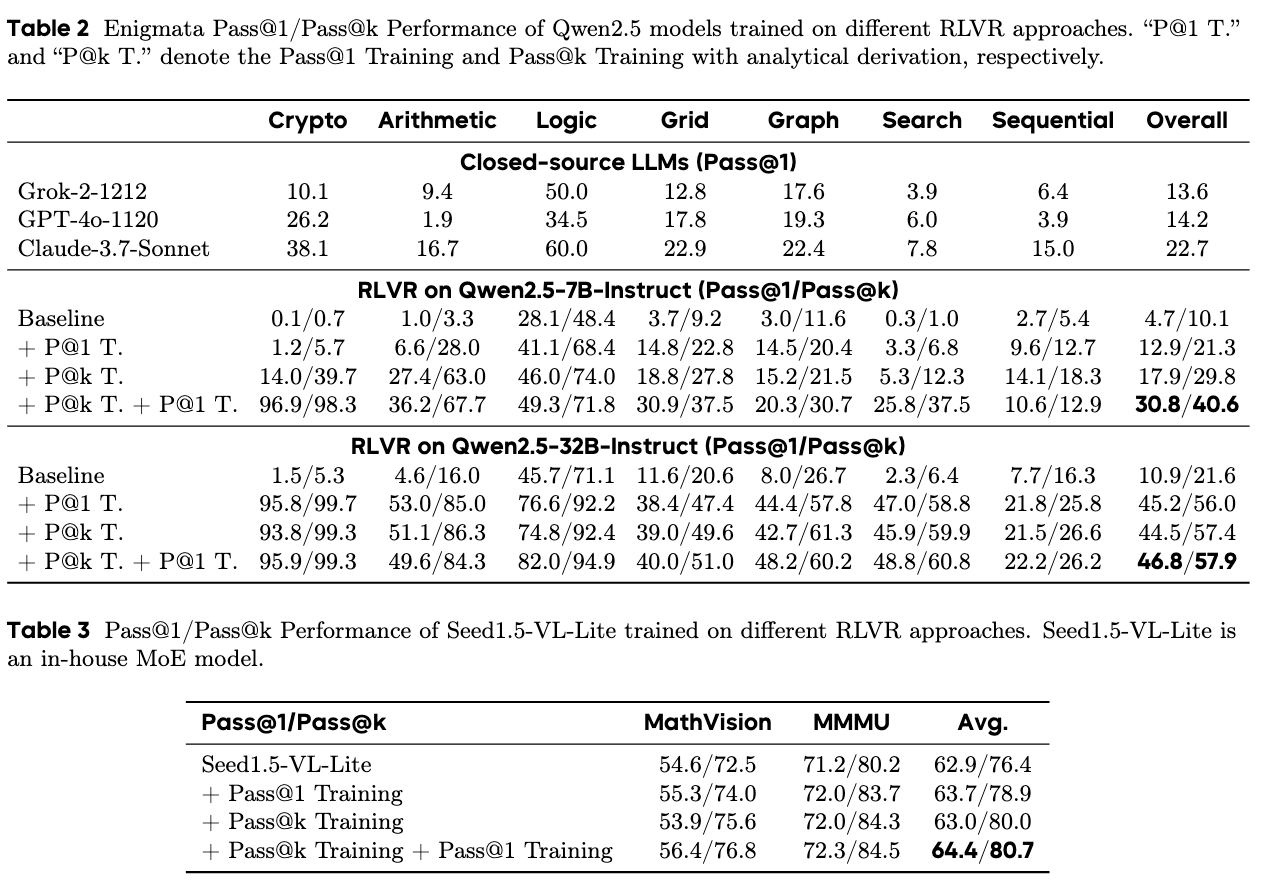 Table 2 Enigmata Pass@1/Pass@k Performance of Qwen2.5 models trained on different RLVR approaches. “P@1 T.”
and “P@k T.” denote the Pass@1 Training and Pass@k Training with analytical derivation, respectively.
Crypto Arithmetic Logic Grid Graph Search Sequential Overall
Closed-source LLMs (Pass@1)
Grok-2-1212 10.1 9.4 50.0 12.8 17.6 3.9 6.4 13.6
GPT-4o-1120 26.2 1.9 34.5 17.8 19.3 6.0 3.9 14.2
Claude-3.7-Sonnet 38.1 16.7 60.0 22.9 22.4 7.8 15.0 22.7
RLVR on Qwen2.5-7B-Instruct (Pass@1/Pass@k)
Baseline 0.1/0.7 1.0/3.3 28.1/48.4 3.7/9.2 3.0/11.6 0.3/1.0 2.7/5.4 4.7/10.1
+ P@1 T. 1.2/5.7 6.6/28.0 41.1/68.4 14.8/22.8 14.5/20.4 3.3/6.8 9.6/12.7 12.9/21.3
+ P@k T. 14.0/39.7 27.4/63.0 46.0/74.0 18.8/27.8 15.2/21.5 5.3/12.3 14.1/18.3 17.9/29.8
+ P@k T. + P@1 T. 96.9/98.3 36.2/67.7 49.3/71.8 30.9/37.5 20.3/30.7 25.8/37.5 10.6/12.9 30.8/40.6
RLVR on Qwen2.5-32B-Instruct (Pass@1/Pass@k)
Baseline 1.5/5.3 4.6/16.0 45.7/71.1 11.6/20.6 8.0/26.7 2.3/6.4 7.7/16.3 10.9/21.6
+ P@1 T. 95.8/99.7 53.0/85.0 76.6/92.2 38.4/47.4 44.4/57.8 47.0/58.8 21.8/25.8 45.2/56.0
+ P@k T. 93.8/99.3 51.1/86.3 74.8/92.4 39.0/49.6 42.7/61.3 45.9/59.9 21.5/26.6 44.5/57.4
+ P@k T. + P@1 T. 95.9/99.3 49.6/84.3 82.0/94.9 40.0/51.0 48.2/60.2 48.8/60.8 22.2/26.2 46.8/57.9
Table 3 Pass@1/Pass@k Performance of Seed1.5-VL-Lite trained on different RLVR approaches. Seed1.5-VL-Lite is
an in-house MoE model.
Pass@1/Pass@k MathVision MMMU Avg.
Seed1.5-VL-Lite 54.6/72.5 71.2/80.2 62.9/76.4
+ Pass@1 Training 55.3/74.0 72.0/83.7 63.7/78.9
+ Pass@k Training 53.9/75.6 72.0/84.3 63.0/80.0
+ Pass@k Training + Pass@1 Training 56.4/76.8 72.3/84.5 64.4/80.7